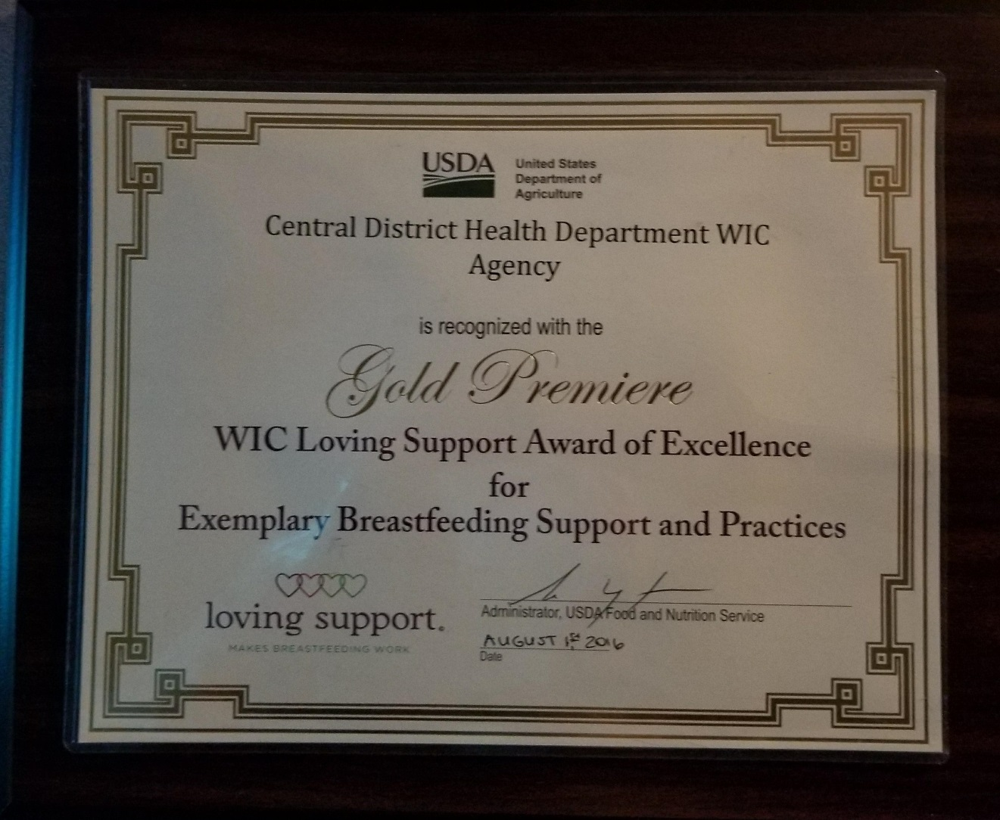 USDA
United States
Department of
Agriculture
Central District Health Department WIC
Agency
is recognized with the
Gold Premiere
WIC Loving Support Award of Excellence
for
Exemplary Breastfeeding Support and Practices
loving support.
MAKES BREASTFEEDING WORK
Administrator, USDA Food and Nutrition Service
AUGUST 1st 2016
Date